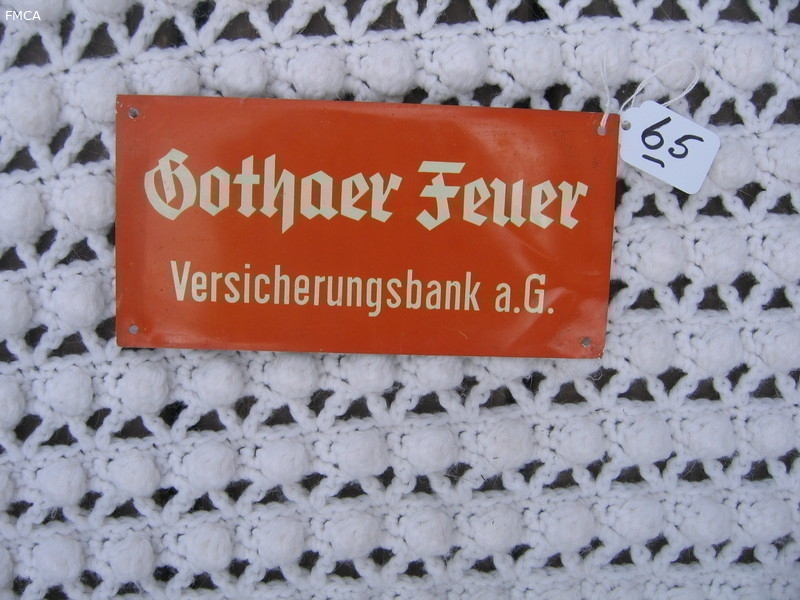 FMCA
Gothaer Feuer
Versicherungsbank a.G.
65